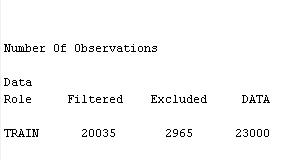 Number Of Observations
Data
Role Filtered Excluded DATA
TRAIN 20035 2965 23000